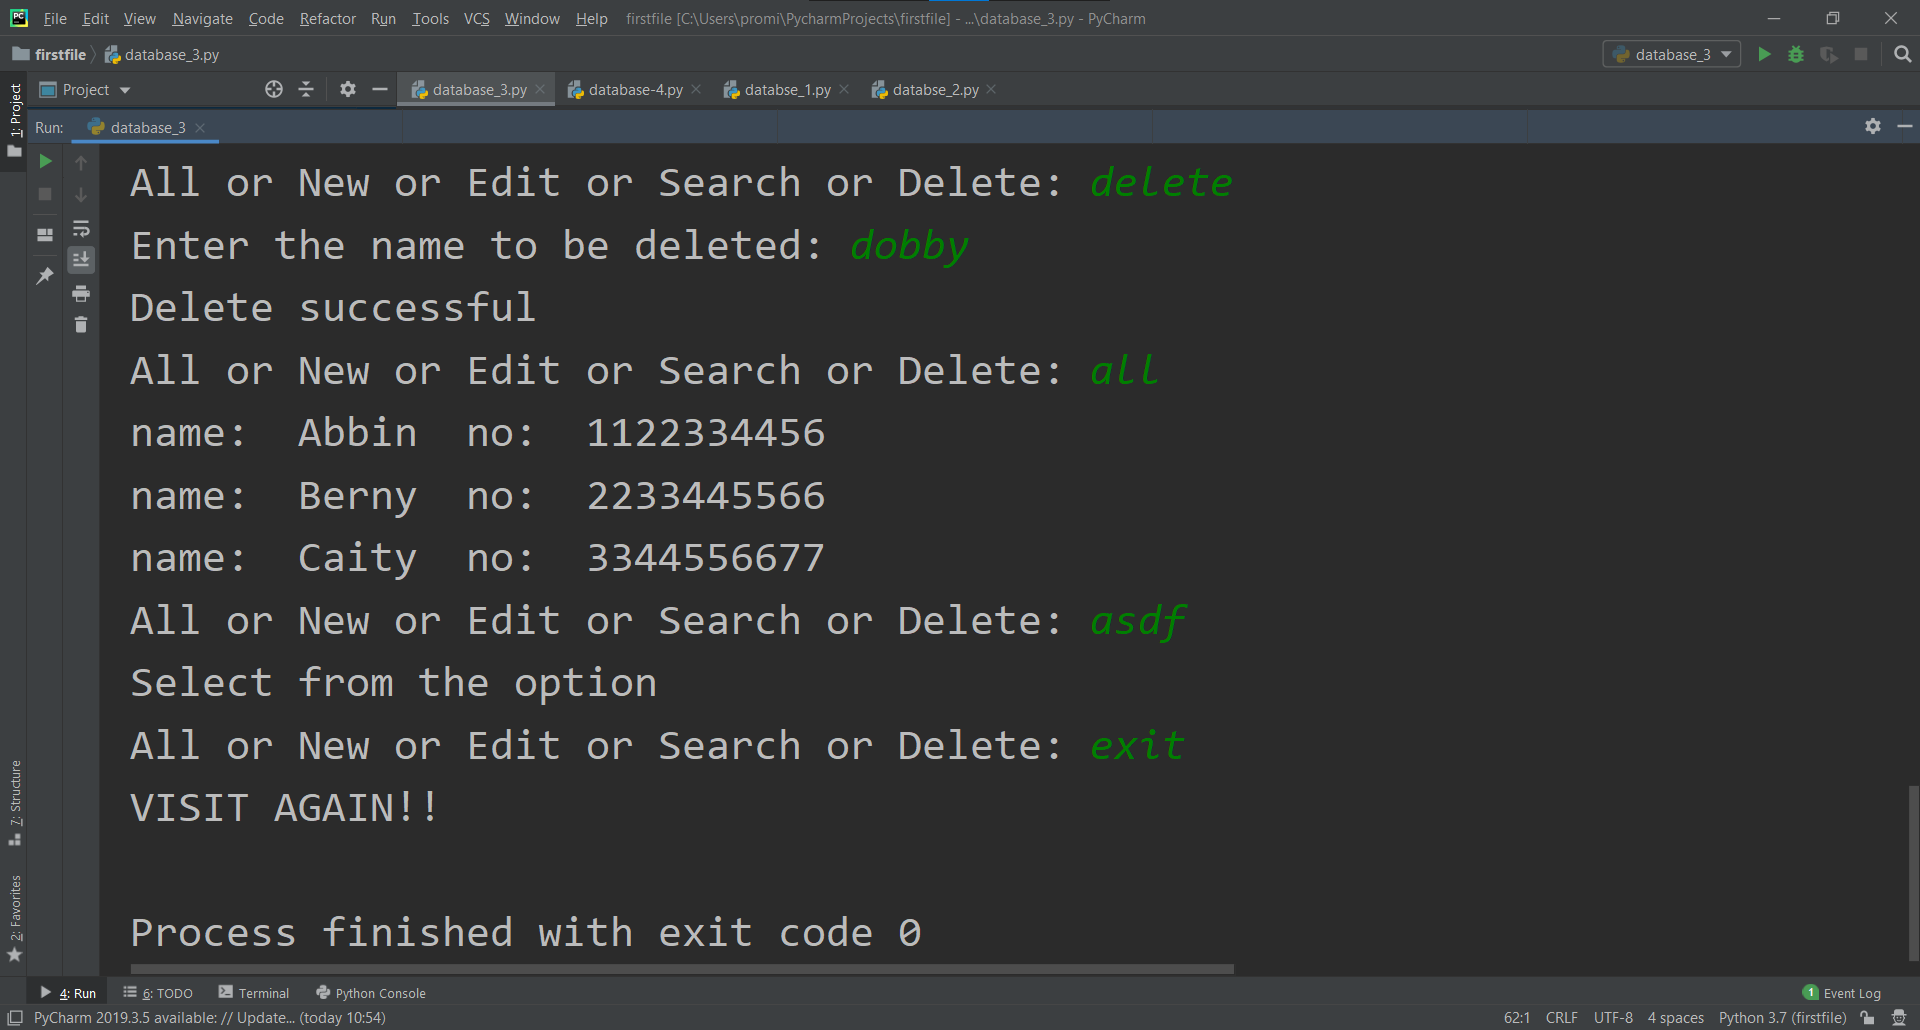 File Edit View Navigate Code Refactor Run Tools VCS Window Help firstfile [C:\Users\promi\PycharmProjects\firstfile] - ...\database_3.py - PyCharm
firstfile database_3.py database_3
Project database_3.py database-4.py databse_1.py databse_2.py
1: Project
Run: database_3
All or New or Edit or Search or Delete: delete
Enter the name to be deleted: dobby
Delete successful
All or New or Edit or Search or Delete: all
name:  Abbin  no:  1122334456
name:  Berny  no:  2233445566
name:  Caity  no:  3344556677
All or New or Edit or Search or Delete: asdf
Select from the option
All or New or Edit or Search or Delete: exit
VISIT AGAIN!!
Process finished with exit code 0
7: Structure
2: Favorites
4: Run 6: TODO Terminal Python Console 1 Event Log
PyCharm 2019.3.5 available: // Update... (today 10:54) 62:1 CRLF UTF-8 4 spaces Python 3.7 (firstfile)